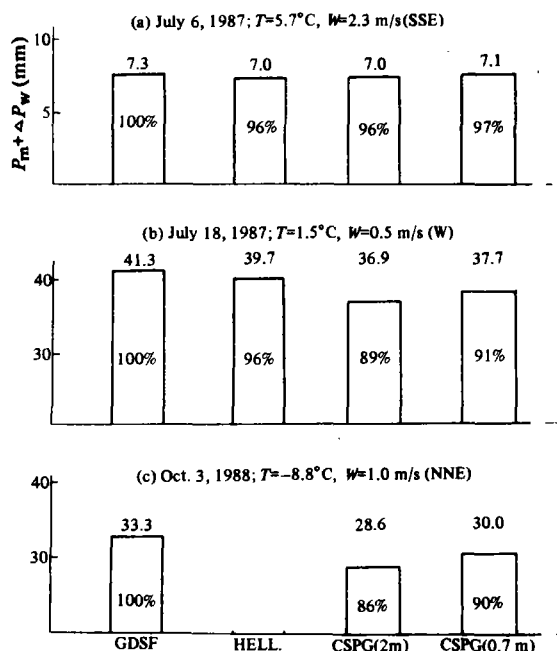 (a) July 6, 1987; T=5.7°C, W=2.3 m/s(SSE)
Pm+△Pw (mm)
10
5
7.3 7.0 7.0 7.1
100% 96% 96% 97%
(b) July 18, 1987; T=1.5°C, W=0.5 m/s (W)
41.3 39.7 36.9 37.7
40
30
100% 96% 89% 91%
(c) Oct. 3, 1988; T=-8.8°C, W=1.0 m/s (NNE)
40
33.3 28.6 30.0
30
100% 86% 90%
GDSF HELL. CSPG(2m) CSPG(0.7 m)